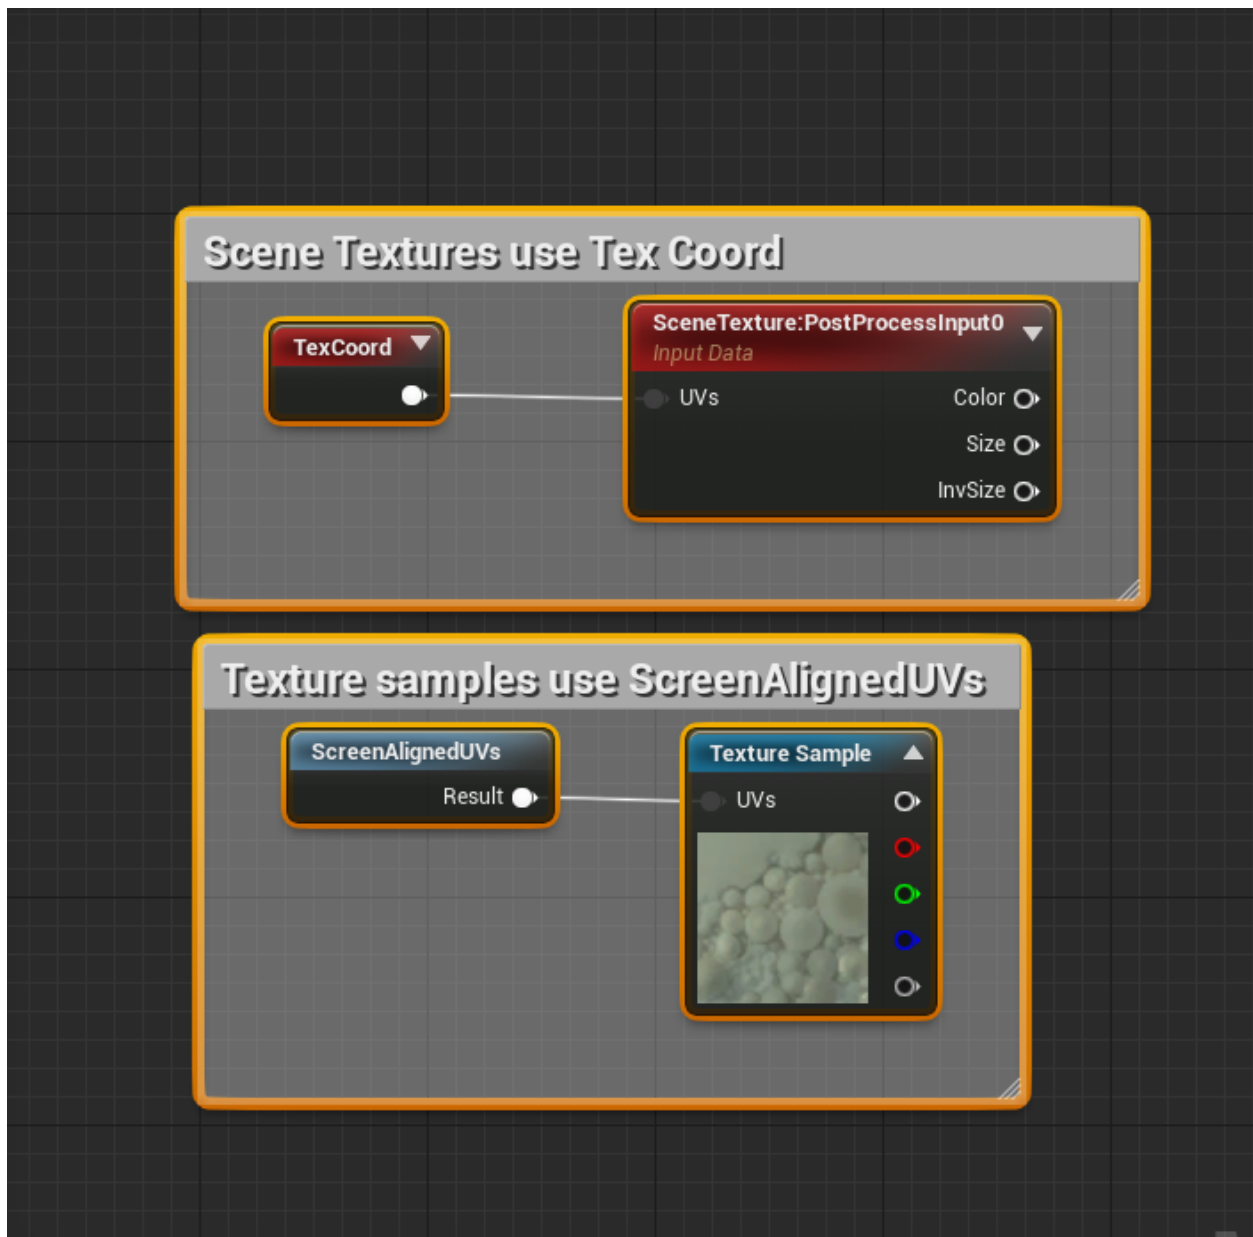 Scene Textures use Tex Coord
TexCoord
SceneTexture:PostProcessInput0
Input Data
UVs
Color
Size
InvSize
Texture samples use ScreenAlignedUVs
ScreenAlignedUVs
Result
Texture Sample
UVs